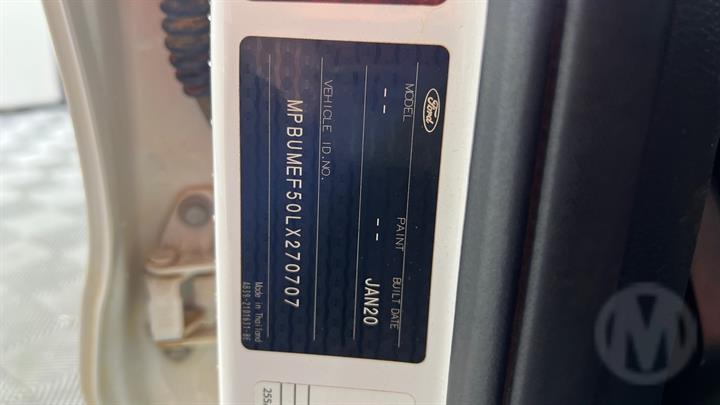 Ford
MODEL PAINT BUILT DATE
-- -- JAN20
VEHICLE ID.NO.
MPBUMEF50LX270707
Made in Thailand
M